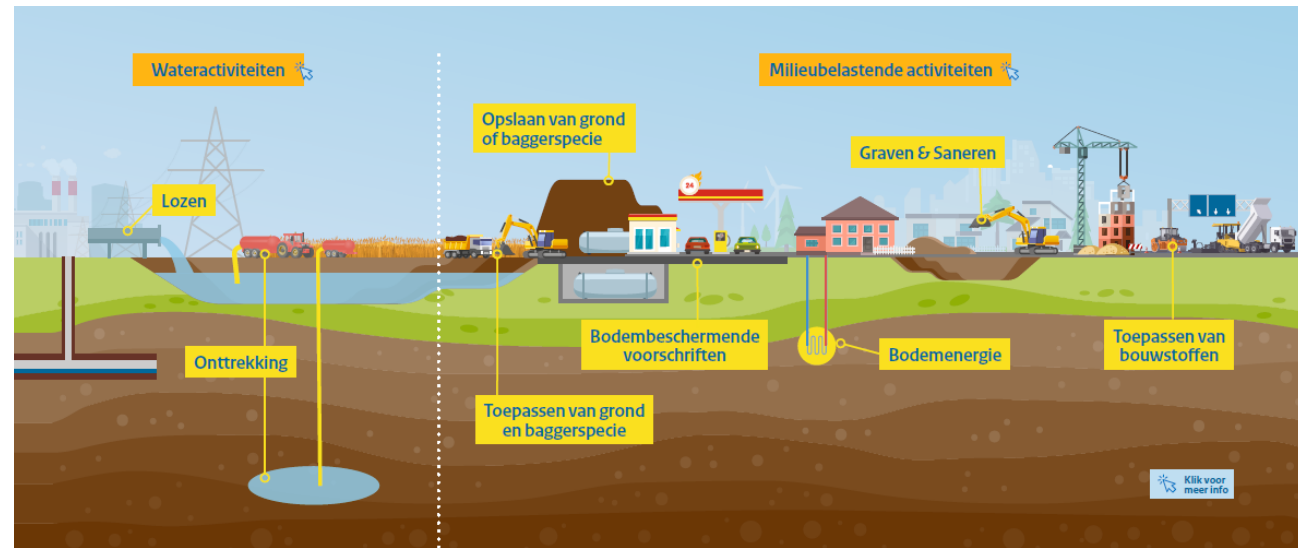 Wateractiviteiten
Milieubelastende activiteiten
Opslaan van grond
of baggerspecie
Graven & Saneren
24
Lozen
Bodembeschermende
voorschriften
Toepassen van
bouwstoffen
Bodemenergie
Onttrekking
Toepassen van grond
en baggerspecie
Klik voor
meer info